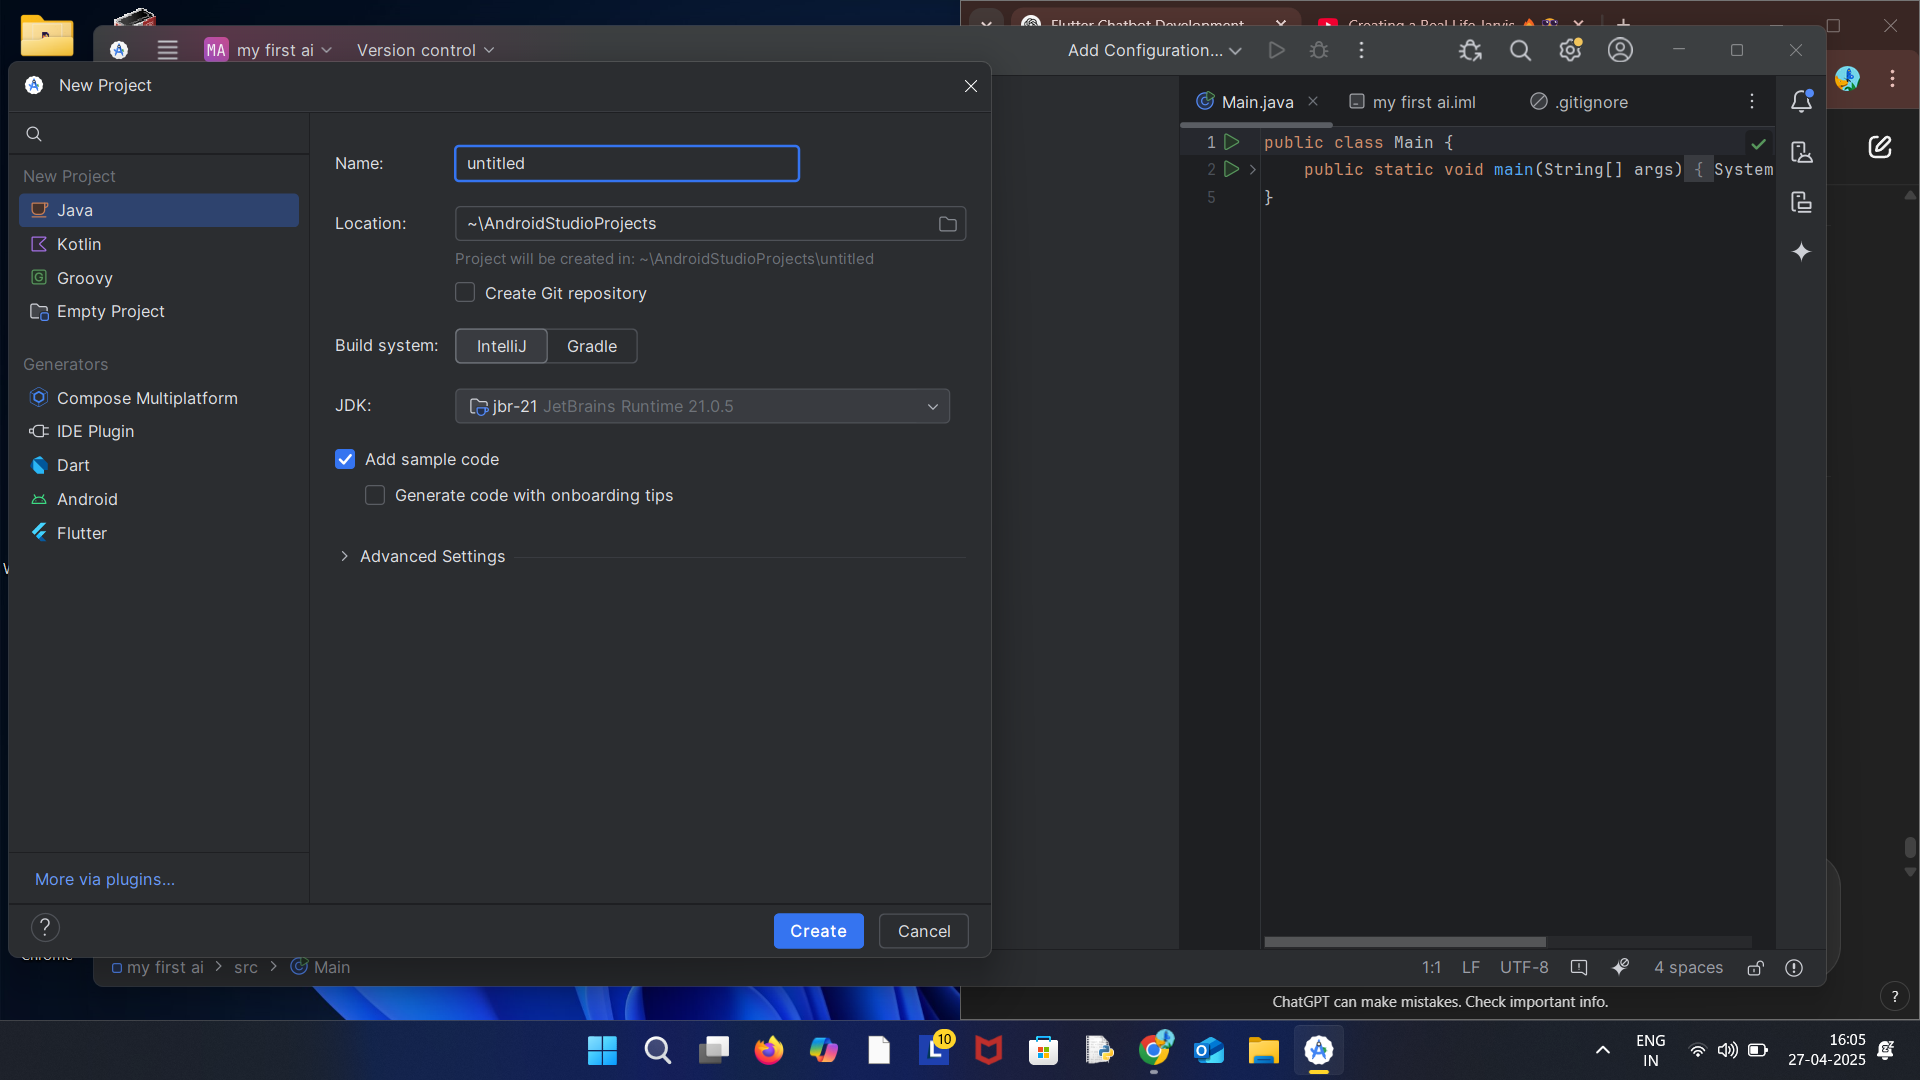 Flutter Chatbot Development
Creating a Real Life Jarvis
MA my first ai
Version control
Add Configuration...
New Project
Main.java
my first ai.iml
.gitignore
New Project
Java
Kotlin
Groovy
Empty Project
Generators
Compose Multiplatform
IDE Plugin
Dart
Android
Flutter
More via plugins...
Name:
untitled
Location:
~\AndroidStudioProjects
Project will be created in: ~\AndroidStudioProjects\untitled
Create Git repository
Build system:
IntelliJ
Gradle
JDK:
jbr-21 JetBrains Runtime 21.0.5
Add sample code
Generate code with onboarding tips
Advanced Settings
?
Create
Cancel
1 public class Main {
2 public static void main(String[] args) { System
5 }
my first ai > src > Main
1:1 LF UTF-8 4 spaces
ChatGPT can make mistakes. Check important info.
?
10
ENG
IN
16:05
27-04-2025